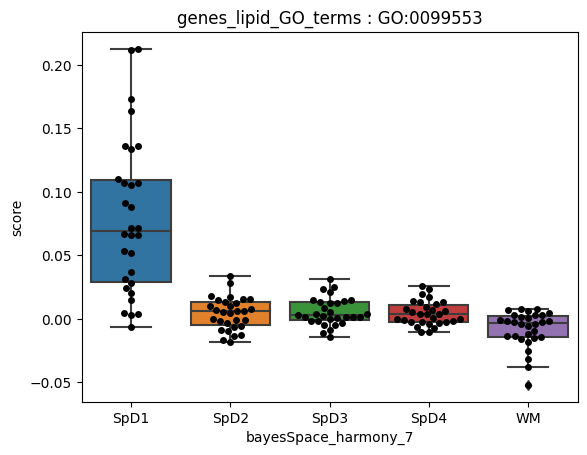 genes_lipid_GO_terms : GO:0099553
score
0.20
0.15
0.10
0.05
0.00
−0.05
SpD1 SpD2 SpD3 SpD4 WM
bayesSpace_harmony_7